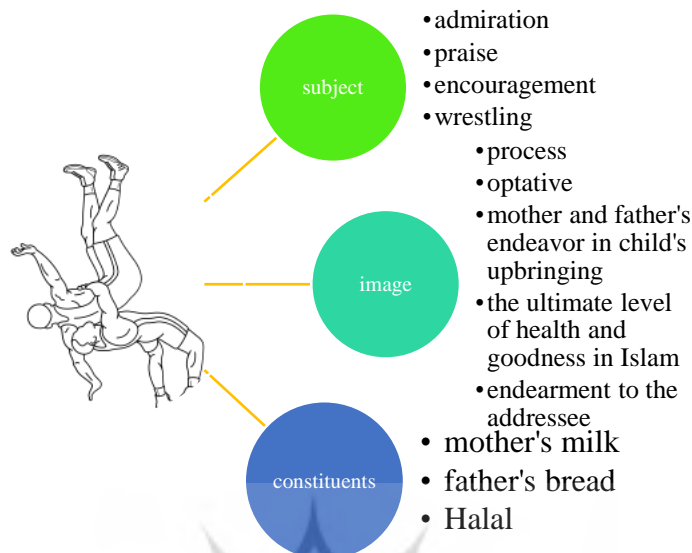 subject
•admiration
•praise
•encouragement
•wrestling
image
•process
•optative
•mother and father's
endeavor in child's
upbringing
•the ultimate level
of health and
goodness in Islam
•endearment to the
addressee
constituents
• mother's milk
• father's bread
• Halal